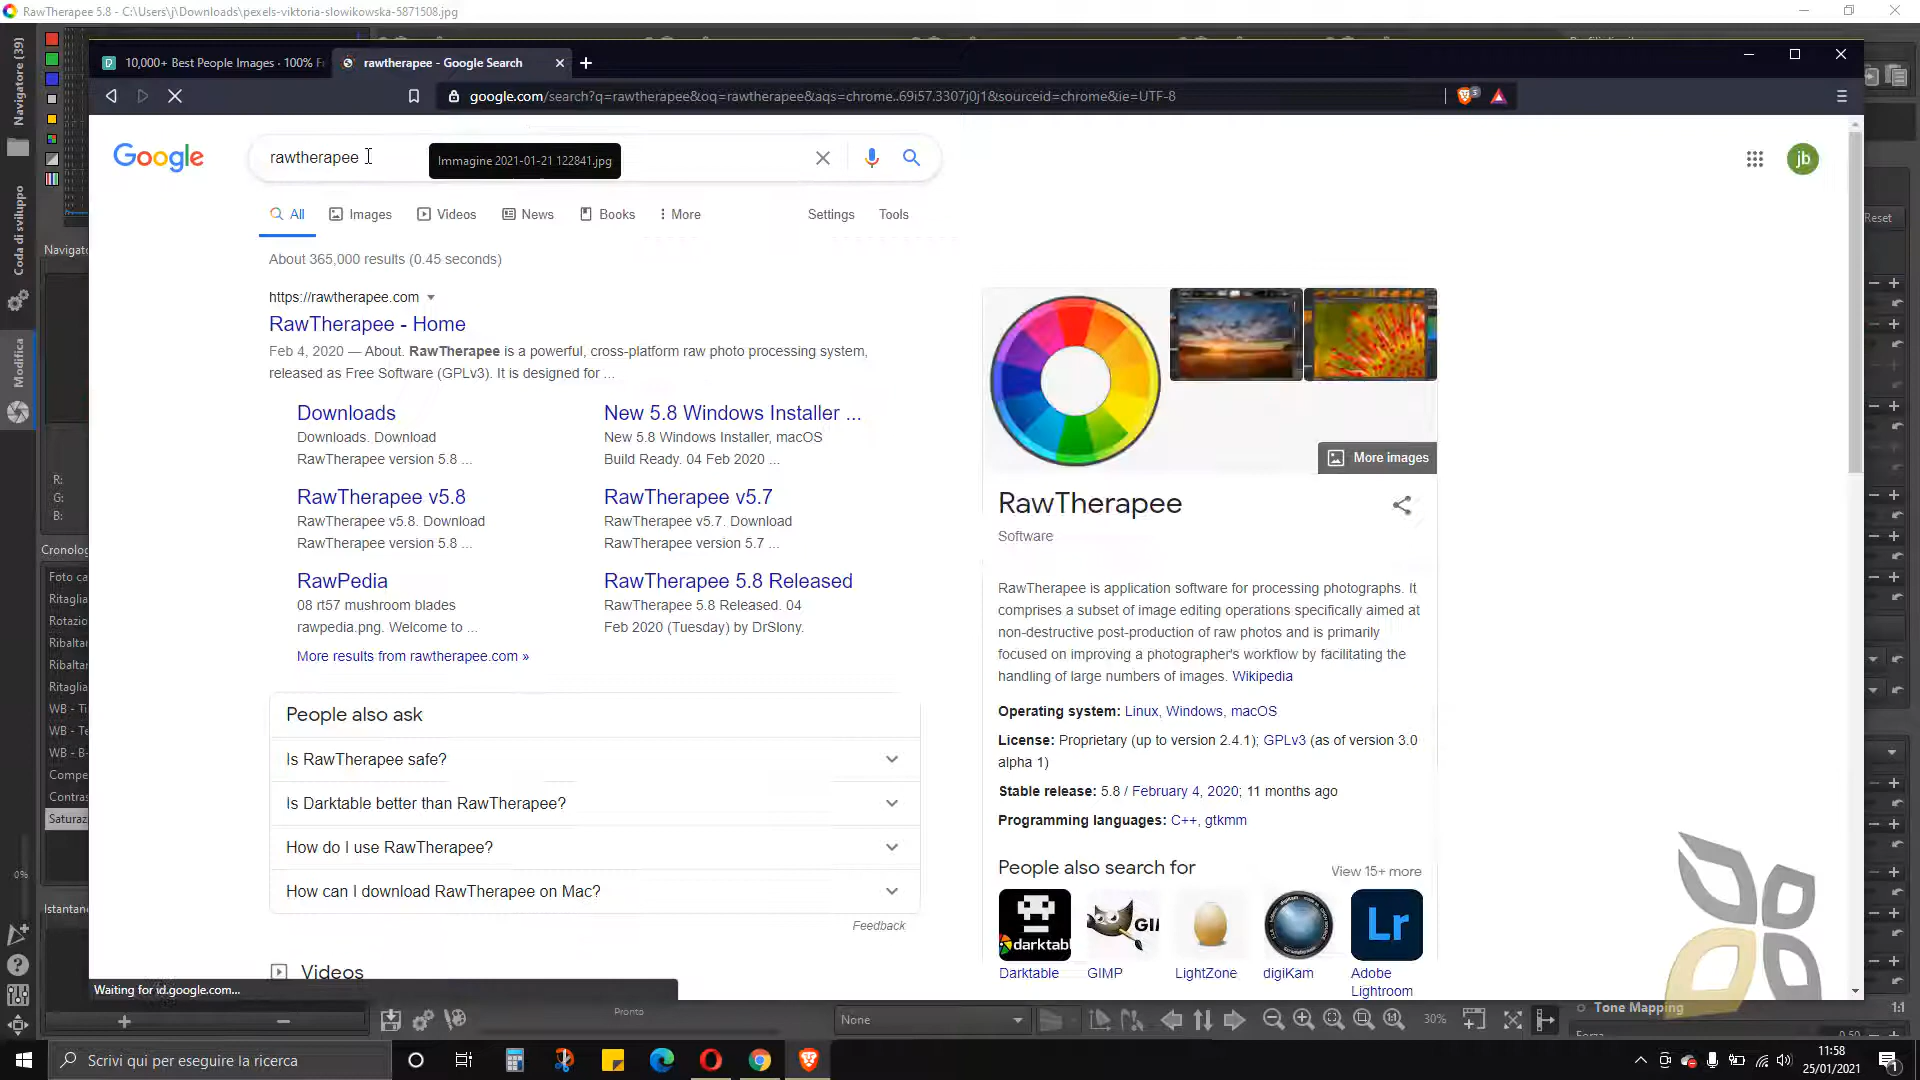 RawTherapee 5.8 - C:\Users\j\Downloads\pexels-viktoria-slowikowska-5871508.jpg
10,000+ Best People Images · 100% F
rawtherapee - Google Search
google.com/search?q=rawtherapee&oq=rawtherapee&aqs=chrome..69i57.3307j0j1&sourceid=chrome&ie=UTF-8
Google
rawtherapee
Immagine 2021-01-21 122841.jpg
jb
All
Images
Videos
News
Books
More
Settings
Tools
About 365,000 results (0.45 seconds)
https://rawtherapee.com
RawTherapee - Home
Feb 4, 2020 — About. RawTherapee is a powerful, cross-platform raw photo processing system,
released as Free Software (GPLv3). It is designed for ...
Downloads
Downloads. Download
RawTherapee version 5.8 ...
New 5.8 Windows Installer ...
New 5.8 Windows Installer, macOS
Build Ready. 04 Feb 2020 ...
RawTherapee v5.8
RawTherapee v5.8. Download
RawTherapee version 5.8 ...
RawTherapee v5.7
RawTherapee v5.7. Download
RawTherapee version 5.7 ...
RawPedia
08 rt57 mushroom blades
rawpedia.png. Welcome to ...
RawTherapee 5.8 Released
RawTherapee 5.8 Released. 04
Feb 2020 (Tuesday) by DrSlony.
More results from rawtherapee.com »
People also ask
Is RawTherapee safe?
Is Darktable better than RawTherapee?
How do I use RawTherapee?
How can I download RawTherapee on Mac?
Feedback
Videos
More images
RawTherapee
Software
RawTherapee is application software for processing photographs. It
comprises a subset of image editing operations specifically aimed at
non-destructive post-production of raw photos and is primarily
focused on improving a photographer's workflow by facilitating the
handling of large numbers of images. Wikipedia
Operating system: Linux, Windows, macOS
License: Proprietary (up to version 2.4.1); GPLv3 (as of version 3.0
alpha 1)
Stable release: 5.8 / February 4, 2020; 11 months ago
Programming languages: C++, gtkmm
People also search for
View 15+ more
darktabl
GI
Lr
Darktable
GIMP
LightZone
digiKam
Adobe
Lightroom
Waiting for id.google.com...
Navigatore (39)
Coda di sviluppo
Modifica
0%
Navigato
R:
G:
B:
Cronolog
Foto ca
Ritaglia
Rotazio
Ribaltar
Ribaltar
Ritaglia
WB - Ti
WB - Te
WB - B-
Compe
Contras
Saturaz
Istantane
Reset
Pronto
None
30%
Tone Mapping
1:1
Forza
0,50
Scrivi qui per eseguire la ricerca
11:58
25/01/2021
1